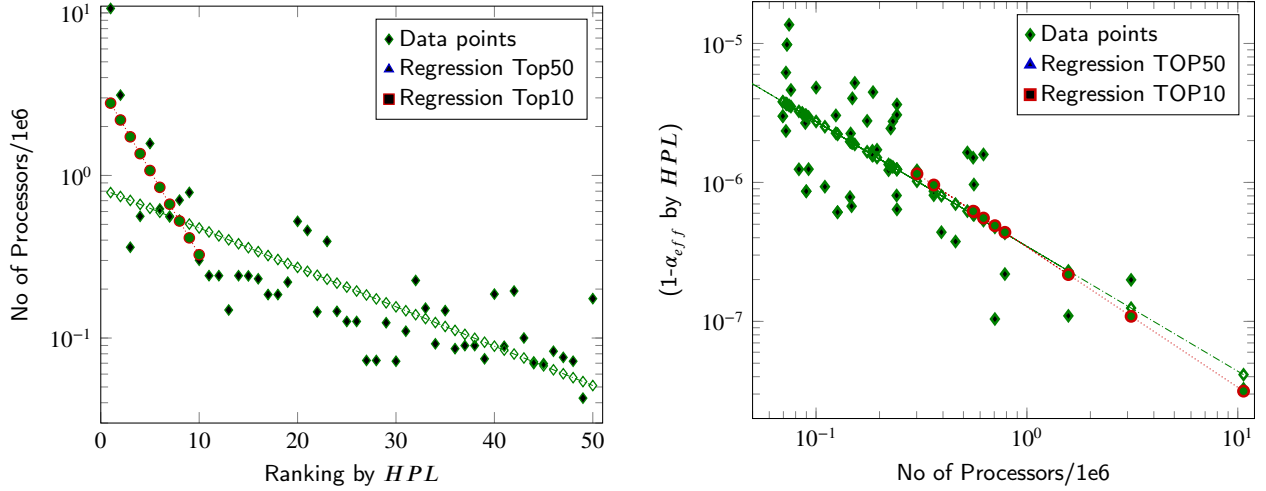 10^1
10^0
10^-1
No of Processors/1e6
Data points
Regression Top50
Regression Top10
0 10 20 30 40 50
Ranking by HPL
10^-5
10^-6
10^-7
(1-α_eff by HPL)
Data points
Regression TOP50
Regression TOP10
10^-1 10^0 10^1
No of Processors/1e6